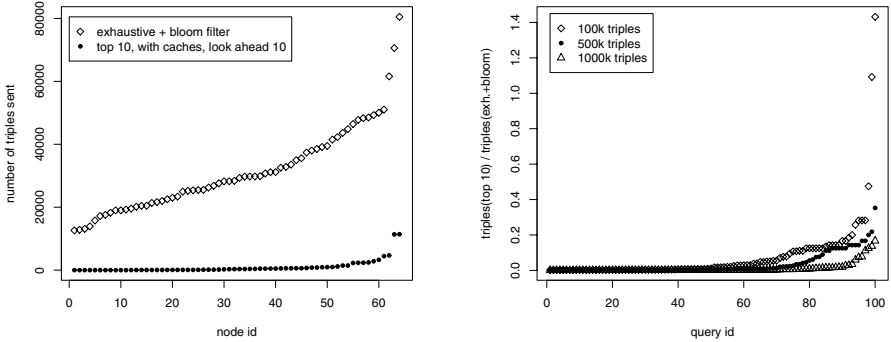 exhaustive + bloom filter
top 10, with caches, look ahead 10
number of triples sent
80000
60000
40000
20000
0
0 10 20 30 40 50 60
node id
100k triples
500k triples
1000k triples
triples(top 10) / triples(exh.+bloom)
1.4
1.2
1.0
0.8
0.6
0.4
0.2
0.0
0 20 40 60 80 100
query id